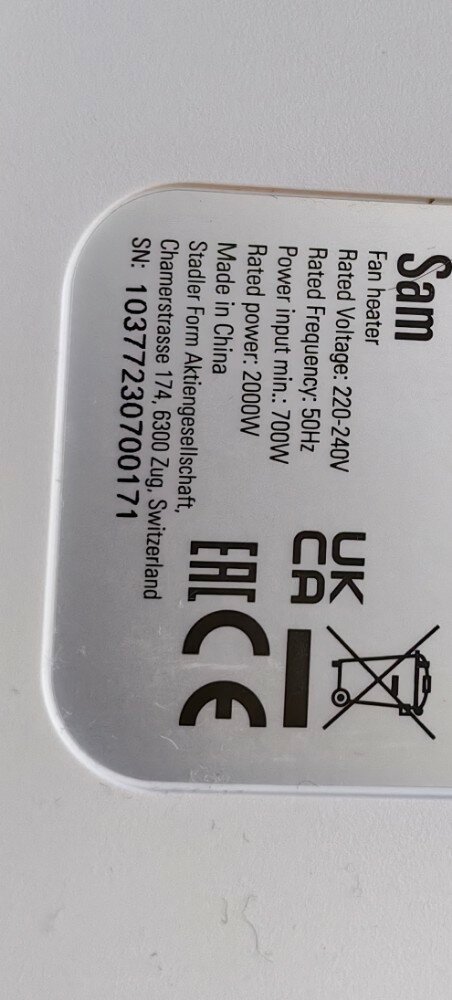 Sam
Fan heater
Rated Voltage: 220-240V
Rated Frequency: 50Hz
Power input min.: 700W
Rated power: 2000W
Made in China
Stadler Form Aktiengesellschaft,
Chamerstrasse 174, 6300 Zug, Switzerland
SN: 10377230700171
UK
CA
EAC
CE